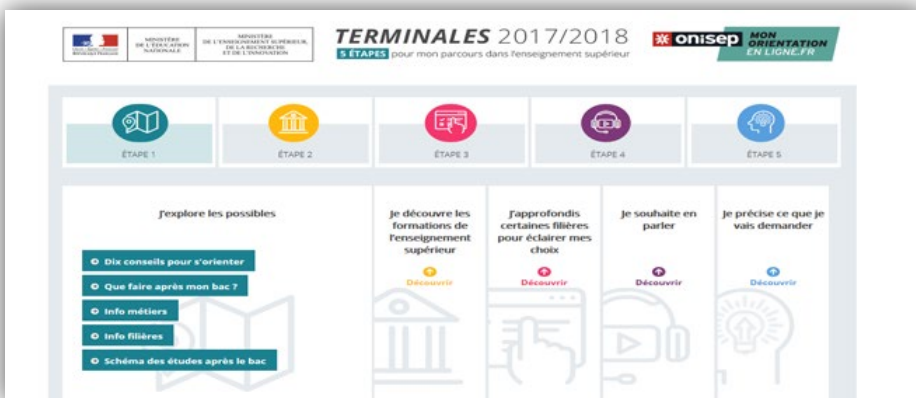 MINISTÈRE
DE L'ÉDUCATION
NATIONALE
MINISTÈRE
DE L'ENSEIGNEMENT SUPÉRIEUR,
DE LA RECHERCHE
ET DE L'INNOVATION
TERMINALES 2017/2018
5 ÉTAPES pour mon parcours dans l'enseignement supérieur
onisep
MON
ORIENTATION
EN LIGNE.FR
ÉTAPE 1
ÉTAPE 2
ÉTAPE 3
ÉTAPE 4
ÉTAPE 5
J'explore les possibles
Dix conseils pour s'orienter
Que faire après mon bac ?
Info métiers
Info filières
Schéma des études après le bac
Je découvre les
formations de
l'enseignement
supérieur
Découvrir
J'approfondis
certaines filières
pour éclairer mes
choix
Découvrir
Je souhaite en
parler
Découvrir
Je précise ce que je
vais demander
Découvrir